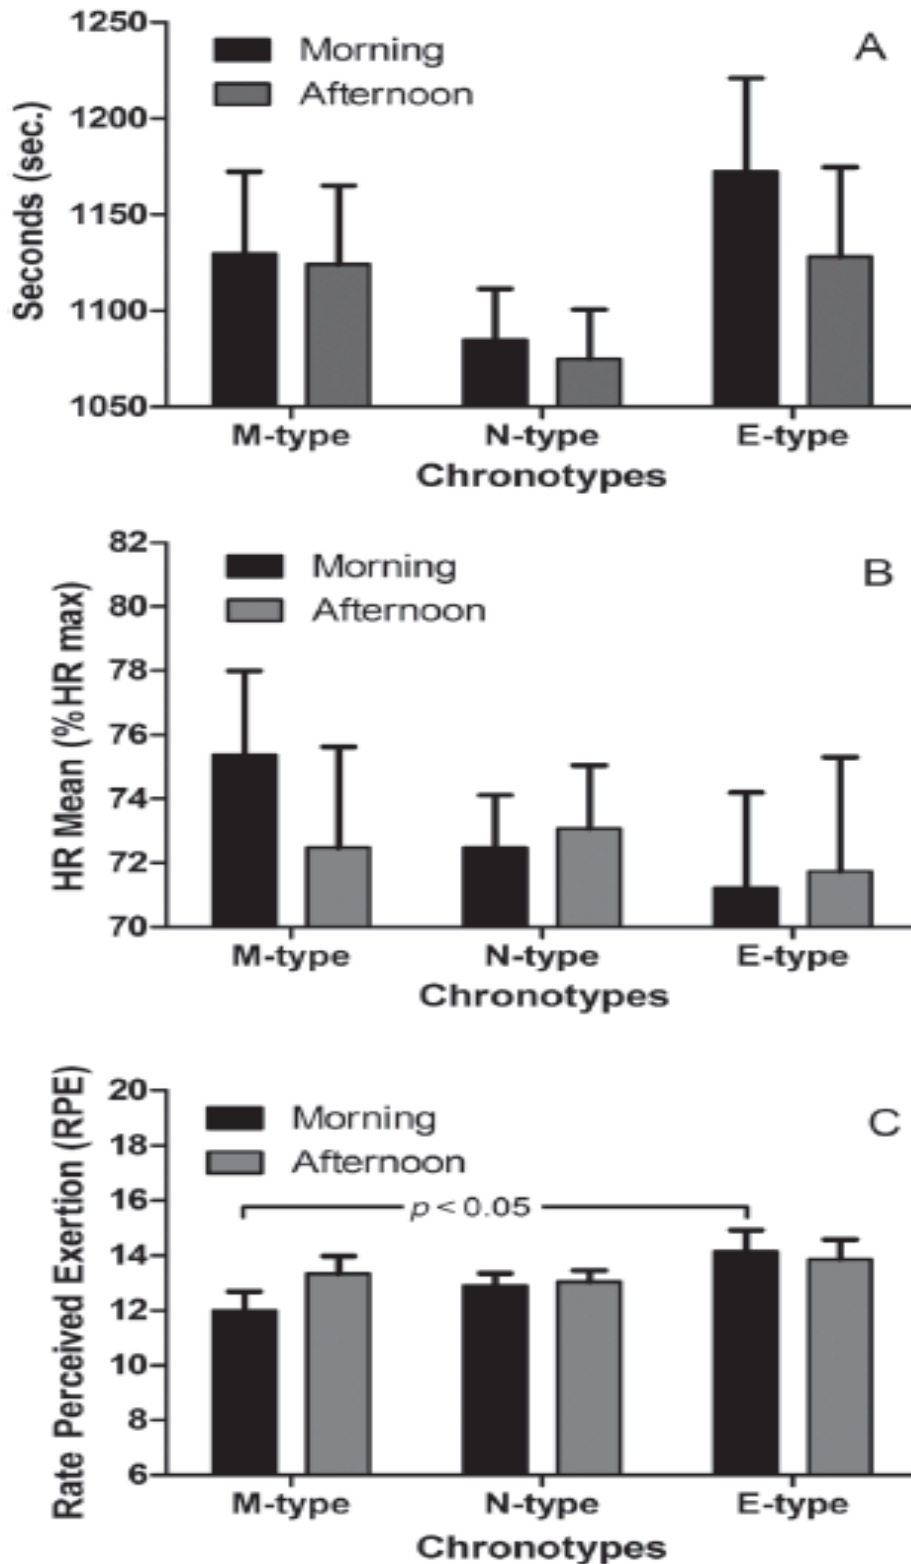 1250
1200
1150
1100
1050
Seconds (sec.)
Morning
Afternoon
A
M-type N-type E-type
Chronotypes
82
80
78
76
74
72
70
HR Mean (% HR max)
Morning
Afternoon
B
M-type N-type E-type
Chronotypes
20
18
16
14
12
10
8
6
Rate Perceived Exertion (RPE)
Morning
Afternoon
C
p < 0.05
M-type N-type E-type
Chronotypes